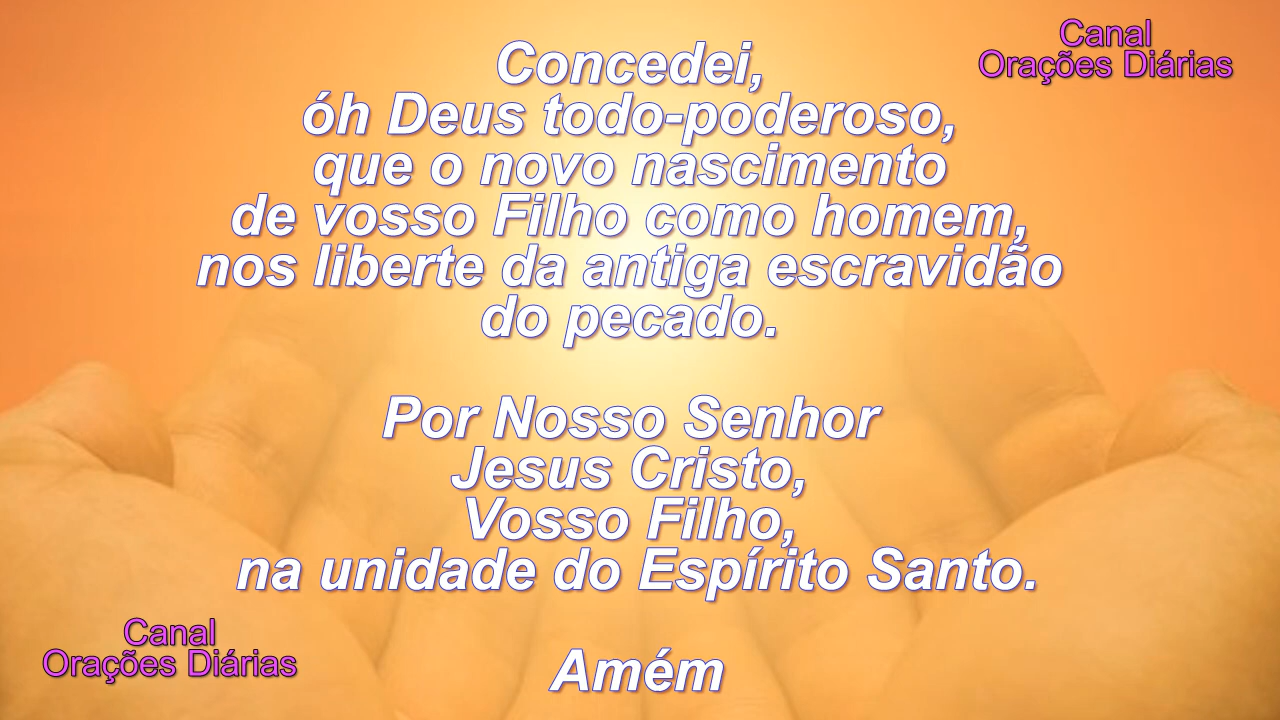 Canal
Orações Diárias
Concedei,
óh Deus todo-poderoso,
que o novo nascimento
de vosso Filho como homem,
nos liberte da antiga escravidão
do pecado.
Por Nosso Senhor
Jesus Cristo,
Vosso Filho,
na unidade do Espírito Santo.
Canal
Orações Diárias
Amém